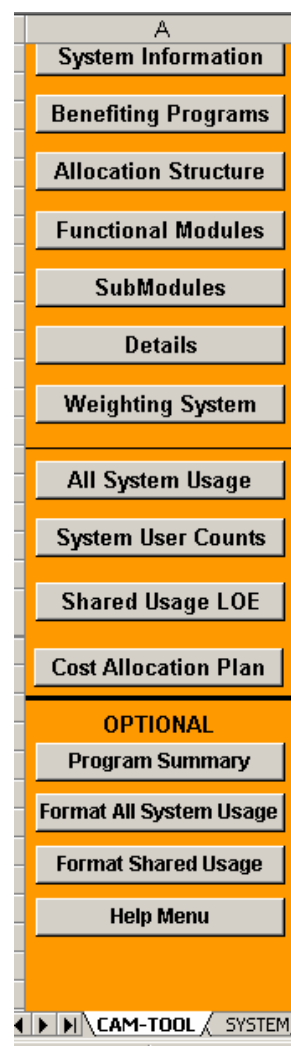 A
System Information
Benefiting Programs
Allocation Structure
Functional Modules
SubModules
Details
Weighting System
All System Usage
System User Counts
Shared Usage LOE
Cost Allocation Plan
OPTIONAL
Program Summary
Format All System Usage
Format Shared Usage
Help Menu
CAM-TOOL SYSTEM